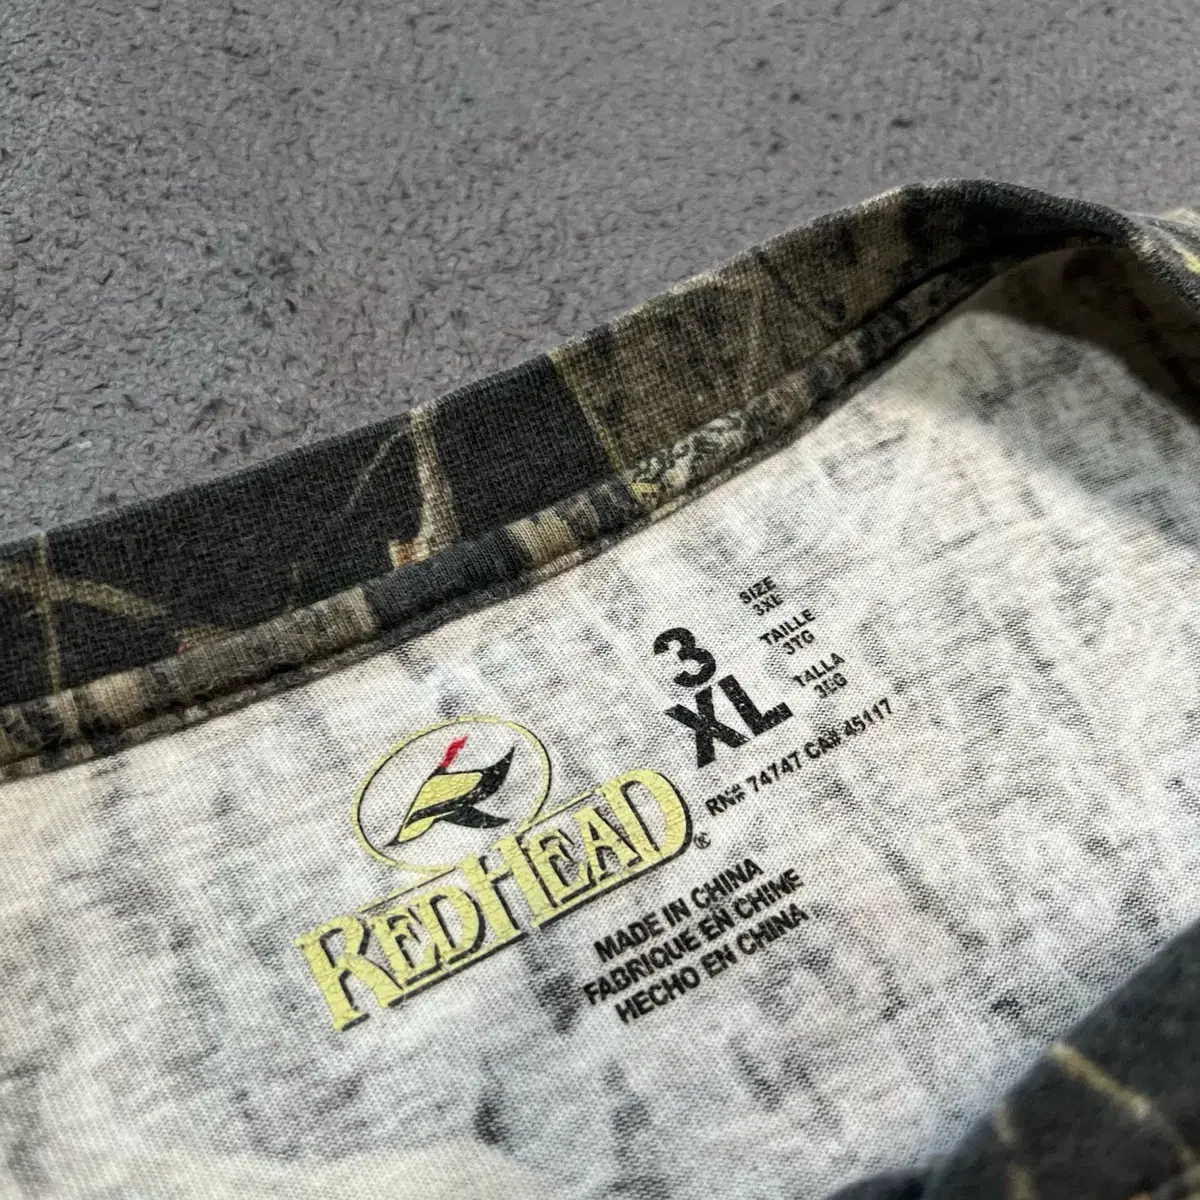 SIZE
3XL
TAILLE
3TG
TALLA
3EG
3
XL
RN# 74747 CA# 45117
REDHEAD®
MADE IN CHINA
FABRIQUE EN CHINE
HECHO EN CHINA